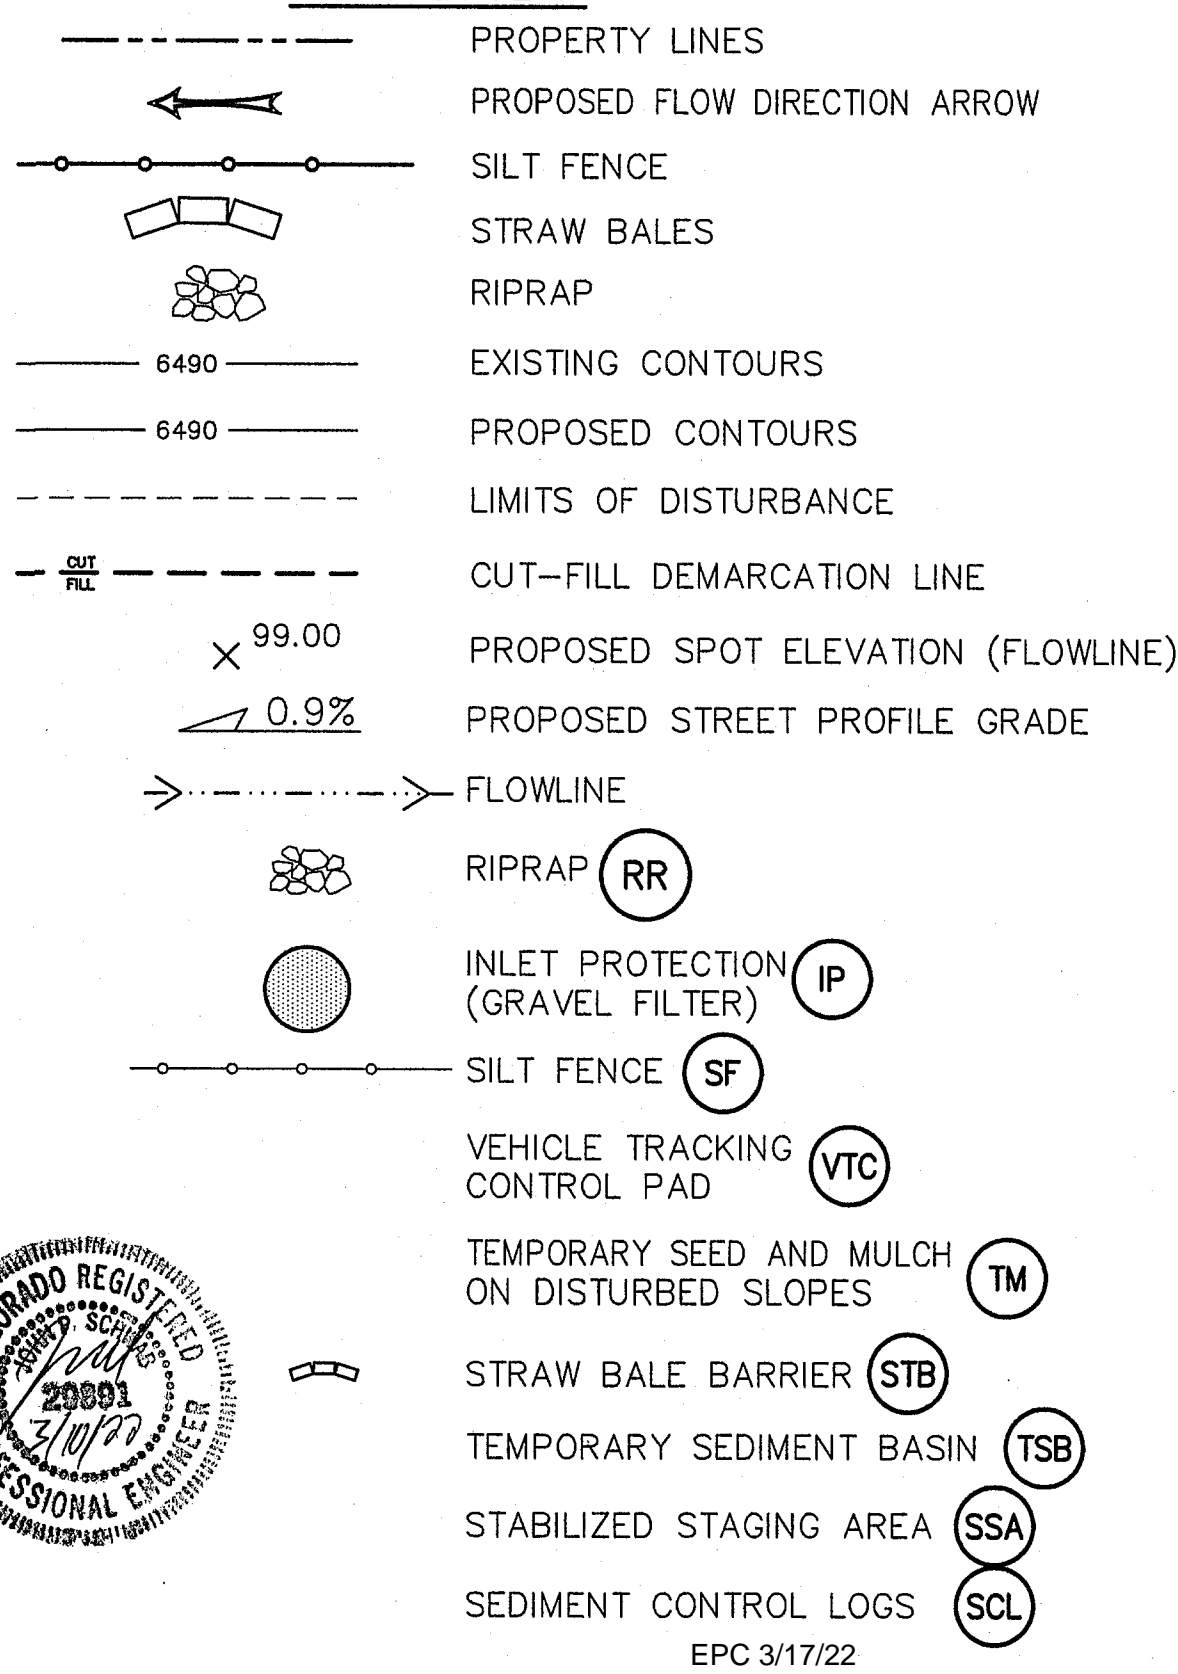 PROPERTY LINES
PROPOSED FLOW DIRECTION ARROW
SILT FENCE
STRAW BALES
RIPRAP
6490 EXISTING CONTOURS
6490 PROPOSED CONTOURS
LIMITS OF DISTURBANCE
CUT
FILL
CUT–FILL DEMARCATION LINE
99.00 PROPOSED SPOT ELEVATION (FLOWLINE)
0.9% PROPOSED STREET PROFILE GRADE
FLOWLINE
RIPRAP RR
INLET PROTECTION IP
(GRAVEL FILTER)
SILT FENCE SF
VEHICLE TRACKING VTC
CONTROL PAD
TEMPORARY SEED AND MULCH TM
ON DISTURBED SLOPES
STRAW BALE BARRIER STB
TEMPORARY SEDIMENT BASIN TSB
STABILIZED STAGING AREA SSA
SEDIMENT CONTROL LOGS SCL
EPC 3/17/22
ORADO REGISTERED
JOHN P. SCHWAB
29891
3/10/22
ESSIONAL ENGINEER